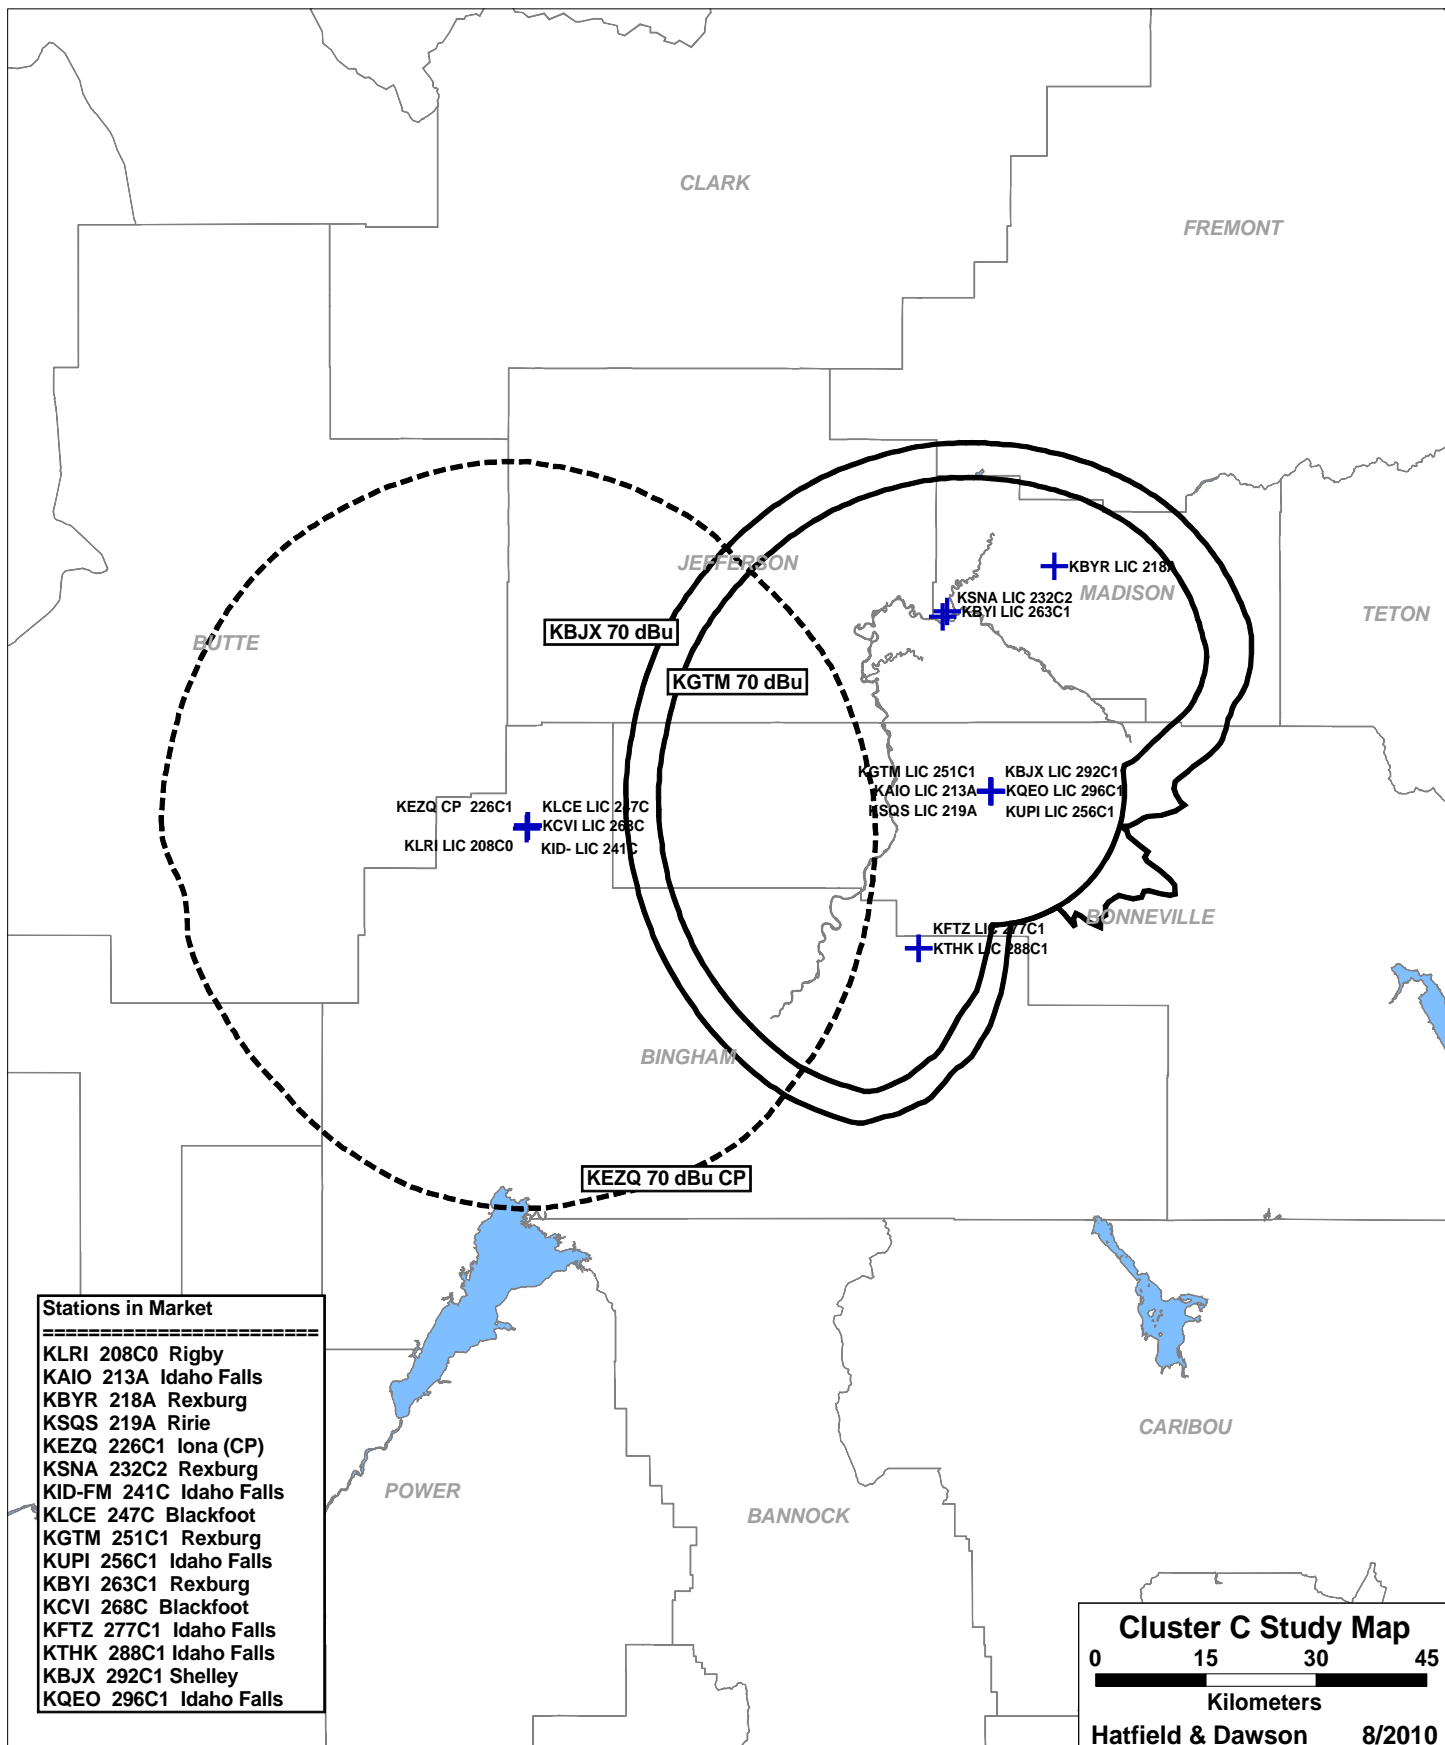 CLARK
FREMONT
JEFFERSON
KBYR LIC 218A
MADISON
KSNA LIC 232C2
KBYI LIC 263C1
TETON
BUTTE
KBJX 70 dBu
KGTM 70 dBu
KGTM LIC 251C1
KBJX LIC 292C1
KAIO LIC 213A
KQEO LIC 296C1
KSQS LIC 219A
KUPI LIC 256C1
KEZQ CP 226C1
KLCE LIC 247C
KCVI LIC 268C
KLRI LIC 208C0
KID- LIC 241C
BONNEVILLE
KFTZ LIC 277C1
KTHK LIC 288C1
BINGHAM
KEZQ 70 dBu CP
Stations in Market
==========================
KLRI 208C0 Rigby
KAIO 213A Idaho Falls
KBYR 218A Rexburg
KSQS 219A Ririe
KEZQ 226C1 Iona (CP)
KSNA 232C2 Rexburg
KID-FM 241C Idaho Falls
KLCE 247C Blackfoot
KGTM 251C1 Rexburg
KUPI 256C1 Idaho Falls
KBYI 263C1 Rexburg
KCVI 268C Blackfoot
KFTZ 277C1 Idaho Falls
KTHK 288C1 Idaho Falls
KBJX 292C1 Shelley
KQEO 296C1 Idaho Falls
POWER
BANNOCK
CARIBOU
Cluster C Study Map
0 15 30 45
Kilometers
Hatfield & Dawson 8/2010